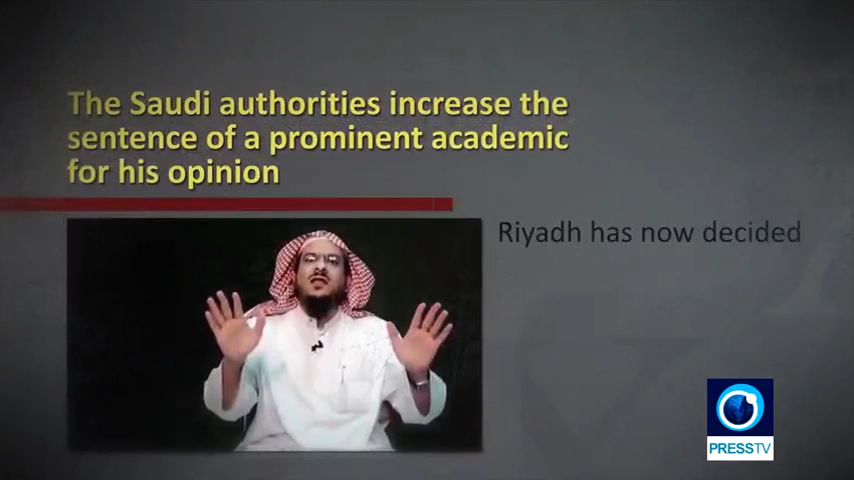 The Saudi authorities increase the
sentence of a prominent academic
for his opinion
Riyadh has now decided
PRESSTV